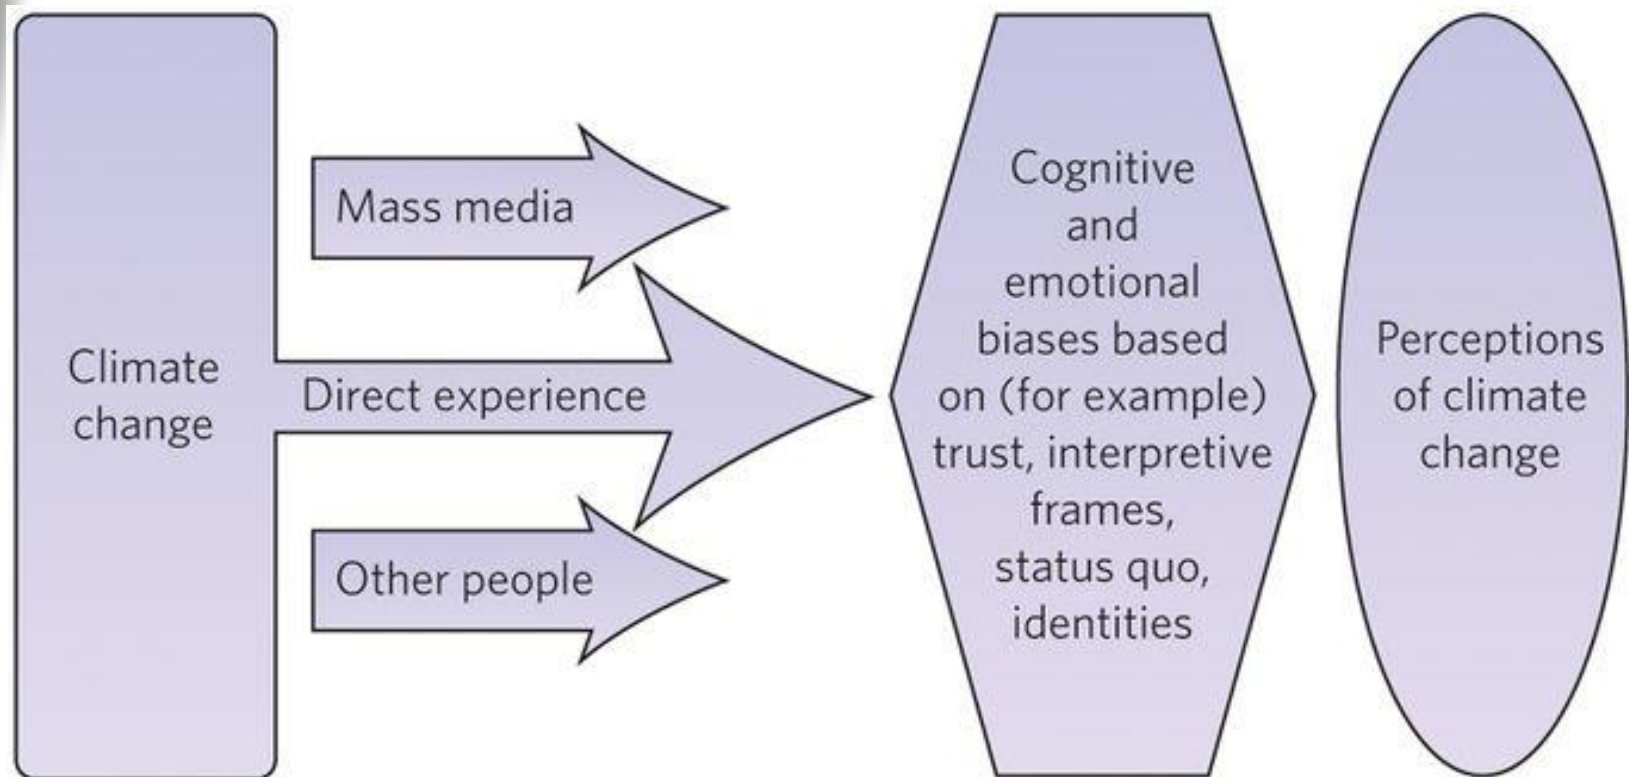 Climate
change
Mass media
Direct experience
Other people
Cognitive
and
emotional
biases based
on (for example)
trust, interpretive
frames,
status quo,
identities
Perceptions
of climate
change